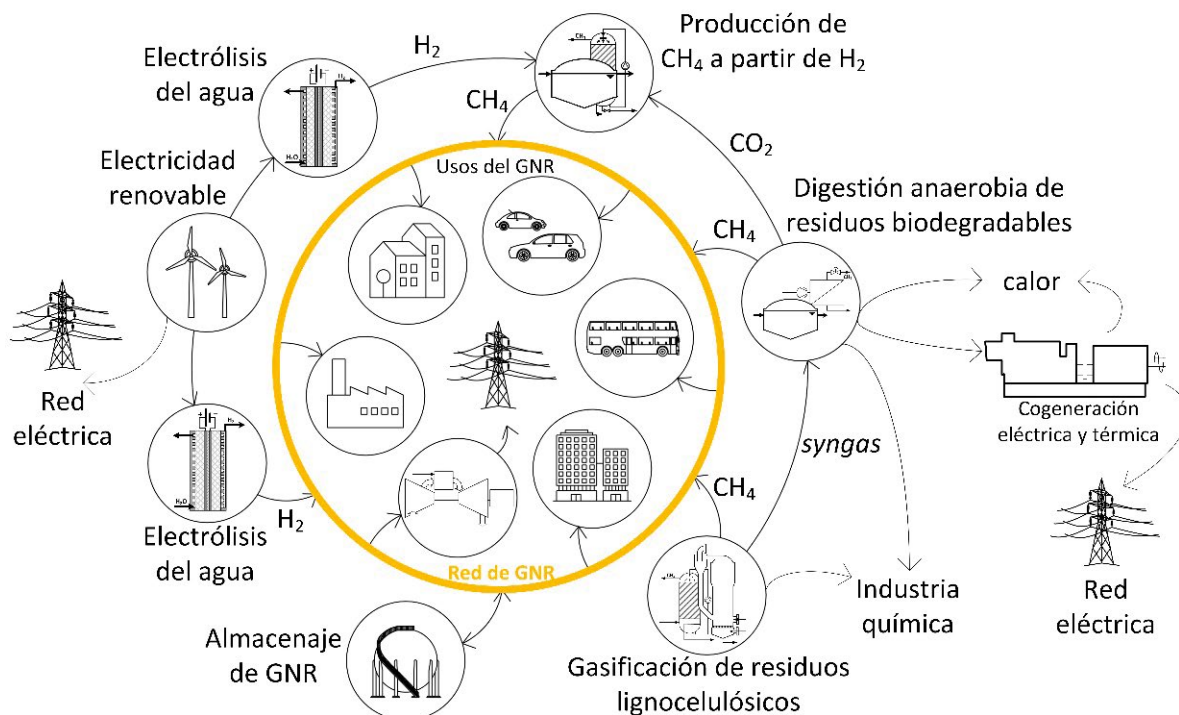 Electrólisis
del agua
H₂
Producción de
CH₄ a partir de H₂
CH₄
CO₂
Electricidad
renovable
H₂O
Usos del GNR
Digestión anaerobia de
residuos biodegradables
CH₄
calor
Cogeneración
eléctrica y térmica
Red
eléctrica
syngas
H₂O
H₂
CH₄
Electrólisis
del agua
Red de GNR
Industria
química
Red
eléctrica
Almacenaje
de GNR
Gasificación de residuos
lignocelulósicos